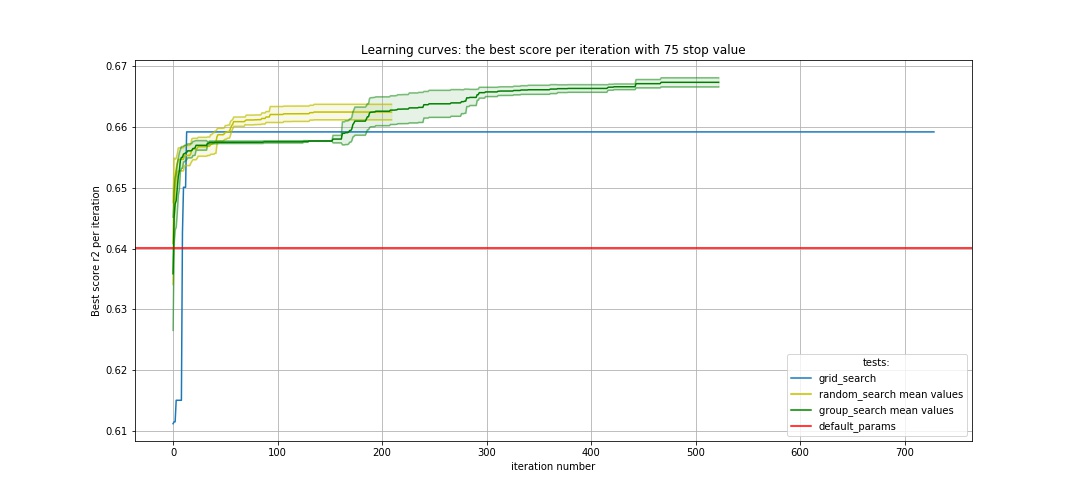 Learning curves: the best score per iteration with 75 stop value
Best score r2 per iteration
0.67
0.66
0.65
0.64
0.63
0.62
0.61
0 100 200 300 400 500 600 700
iteration number
tests:
grid_search
random_search mean values
group_search mean values
default_params